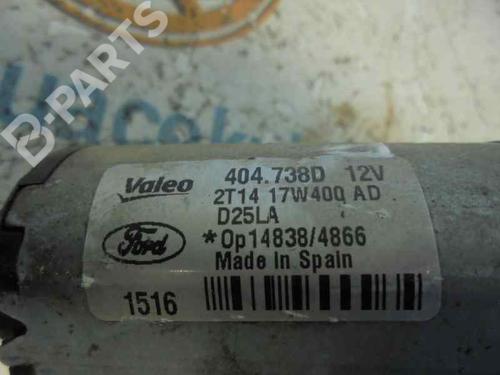 B-PARTS
Valeo 404.738D 12V
2T14 17W400 AD
D25LA
Ford *Op14838/4866
Made In Spain
1516